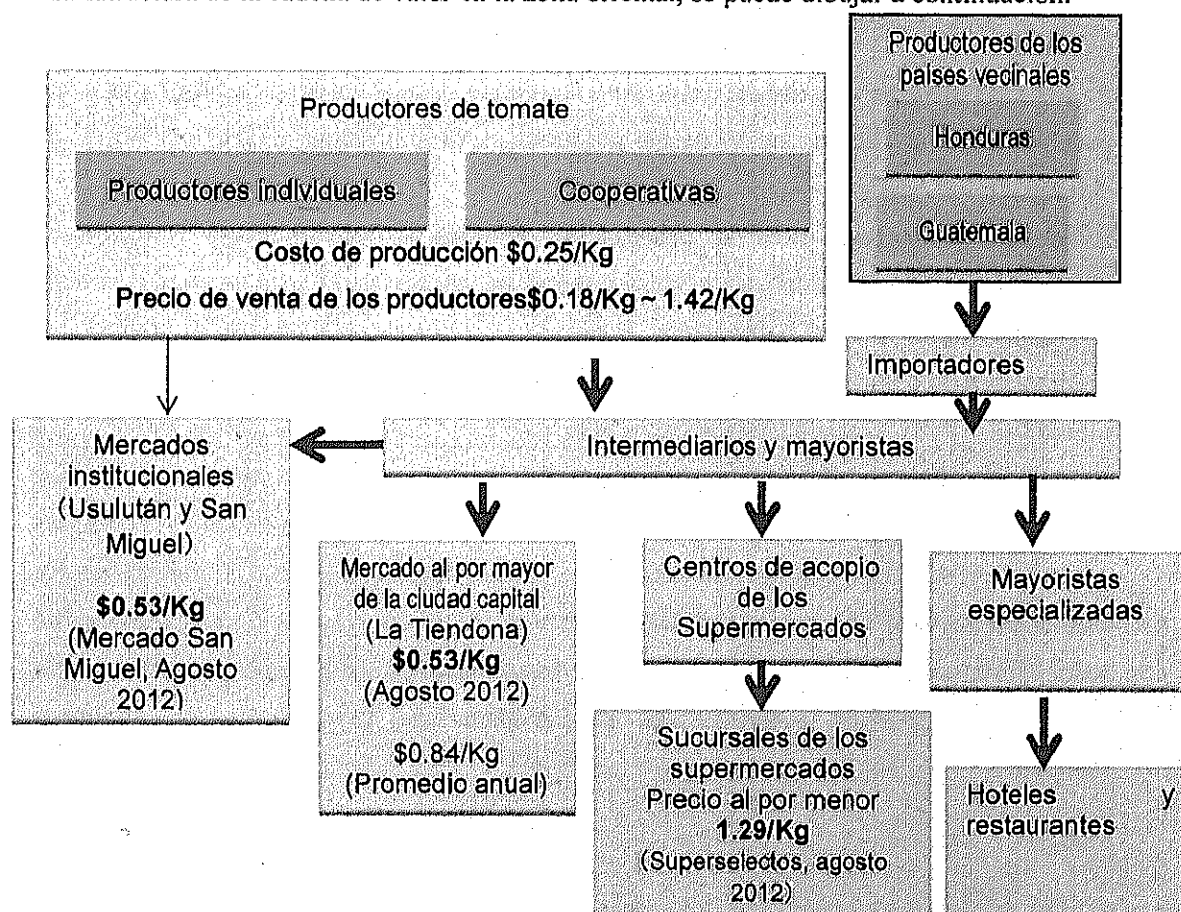 Productores de los
países vecinales
Honduras
Guatemala
Productores de tomate
Productores individuales
Cooperativas
Costo de producción $0.25/Kg
Precio de venta de los productores$0.18/Kg ~ 1.42/Kg
Importadores
Intermediarios y mayoristas
Mercados
institucionales
(Usulután y San
Miguel)
$0.53/Kg
(Mercado San
Miguel, Agosto
2012)
Mercado al por mayor
de la ciudad capital
(La Tiendona)
$0.53/Kg
(Agosto 2012)
$0.84/Kg
(Promedio anual)
Centros de acopio
de los
Supermercados
Mayoristas
especializadas
Sucursales de los
supermercados
Precio al por menor
1.29/Kg
(Superselectos, agosto
2012)
Hoteles y
restaurantes